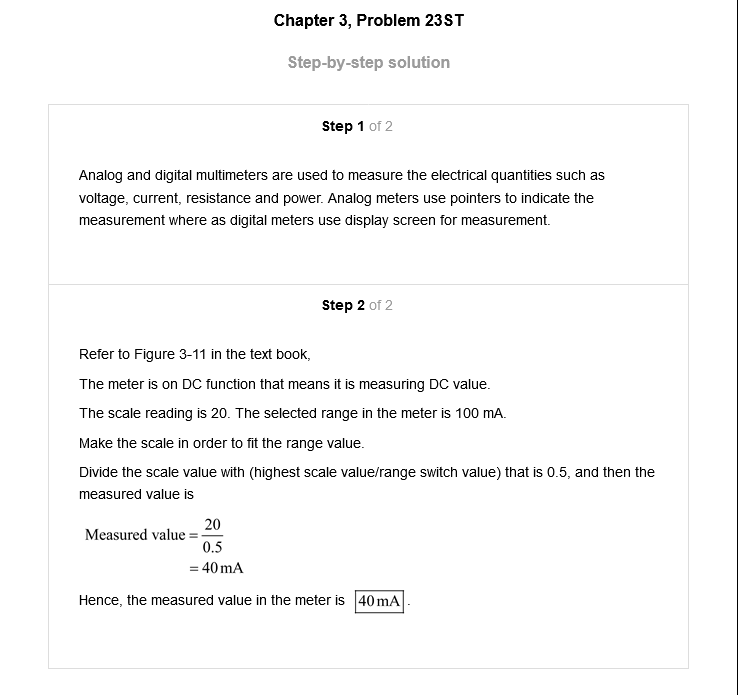 Chapter 3, Problem 23ST
Step-by-step solution
Step 1 of 2
Analog and digital multimeters are used to measure the electrical quantities such as
voltage, current, resistance and power. Analog meters use pointers to indicate the
measurement where as digital meters use display screen for measurement.
Step 2 of 2
Refer to Figure 3-11 in the text book,
The meter is on DC function that means it is measuring DC value.
The scale reading is 20. The selected range in the meter is 100 mA.
Make the scale in order to fit the range value.
Divide the scale value with (highest scale value/range switch value) that is 0.5, and then the
measured value is
Measured value = 20/0.5
= 40 mA
Hence, the measured value in the meter is 40 mA .